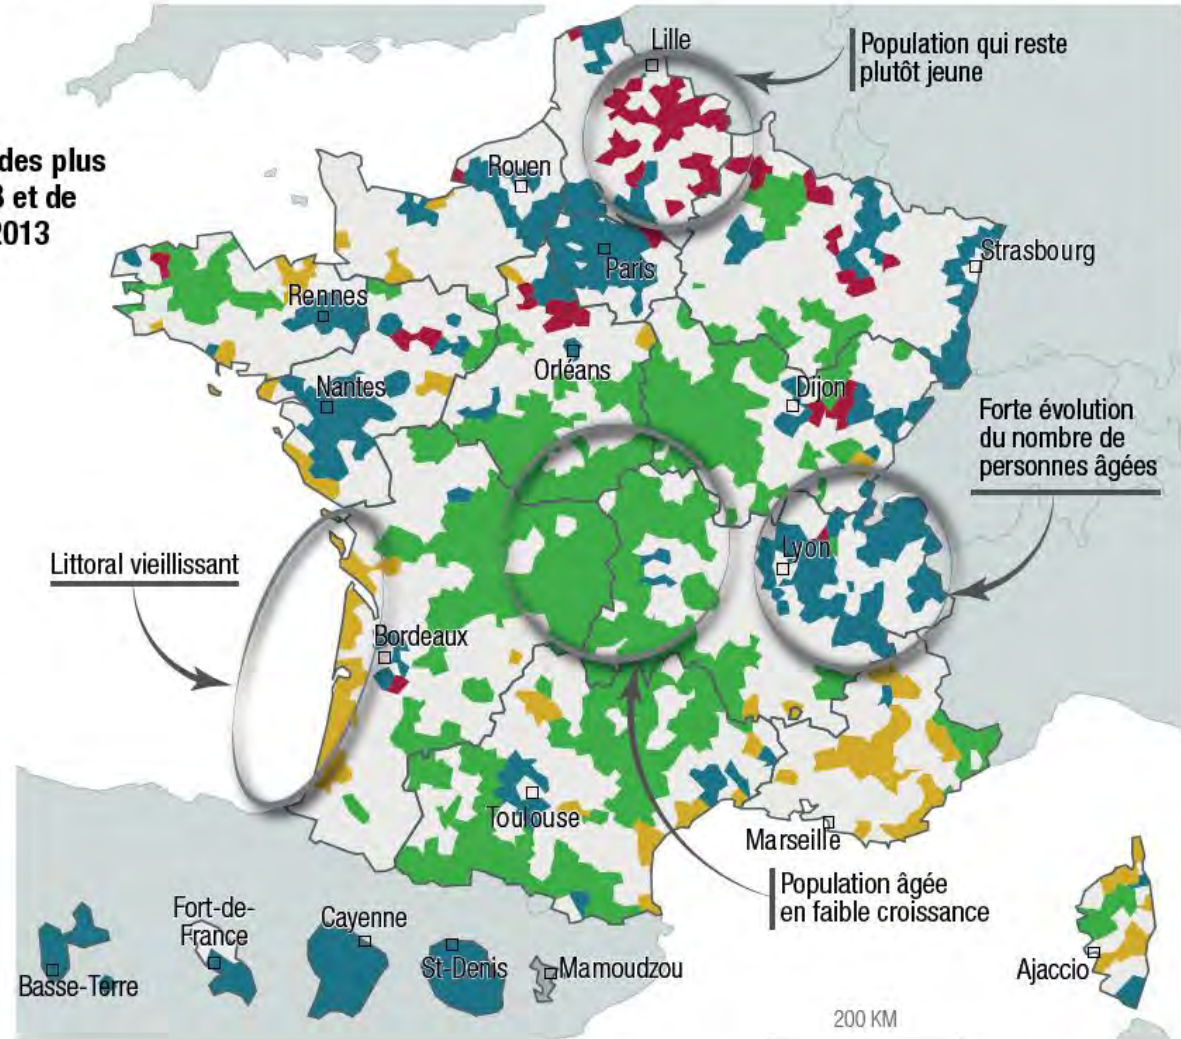 Lille
Population qui reste
plutôt jeune
des plus
et de
2013
Rouen
Paris
Strasbourg
Rennes
Orléans
Nantes
Dijon
Forte évolution
du nombre de
personnes âgées
Lyon
Littoral vieillissant
Bordeaux
Toulouse
Marseille
Population âgée
en faible croissance
Fort-de-
France
Cayenne
St-Denis
Mamoudzou
Basse-Terre
Ajaccio
200 KM